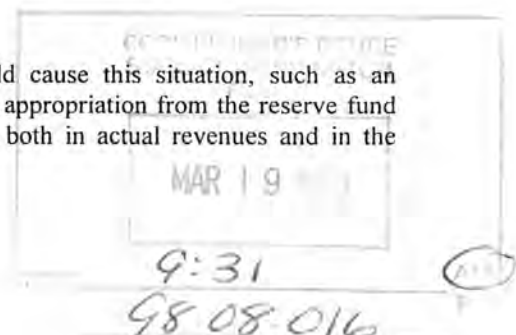 ld cause this situation, such as an
appropriation from the reserve fund
both in actual revenues and in the
MAR 19
9:31
98.08.016